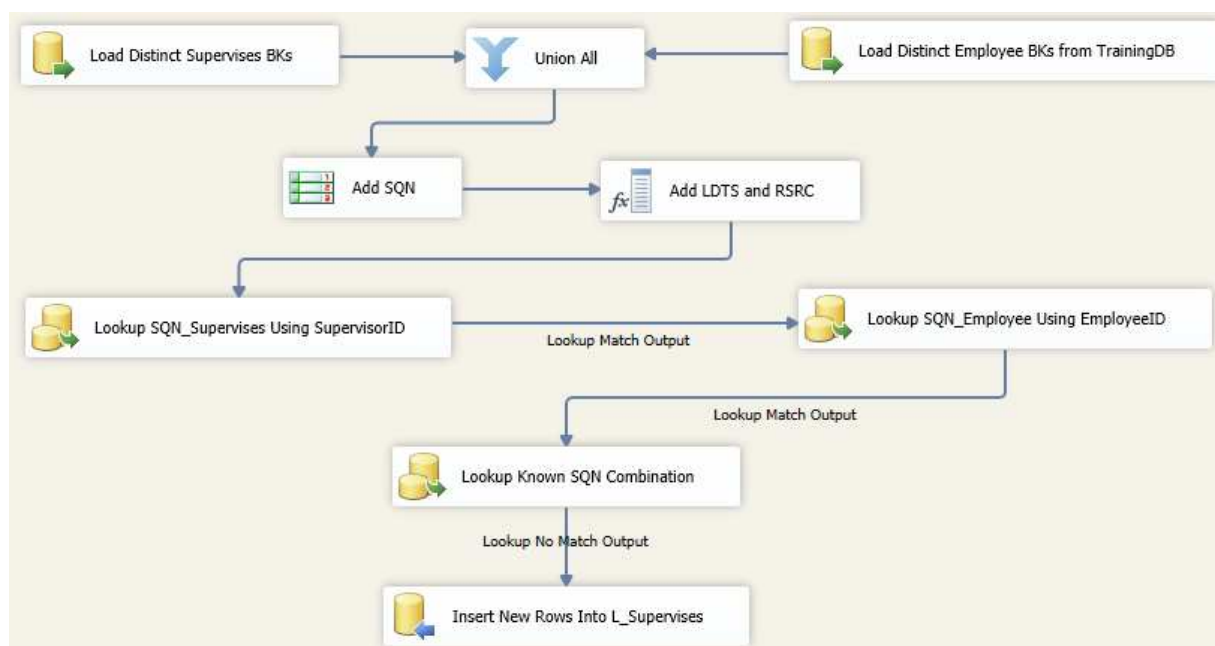 Load Distinct Supervises BKs
Union All
Load Distinct Employee BKs from TrainingDB
Add SQN
Add LDTS and RSRC
Lookup SQN_Supervises Using SupervisorID
Lookup Match Output
Lookup SQN_Employee Using EmployeeID
Lookup Match Output
Lookup Known SQN Combination
Lookup No Match Output
Insert New Rows Into L_Supervises